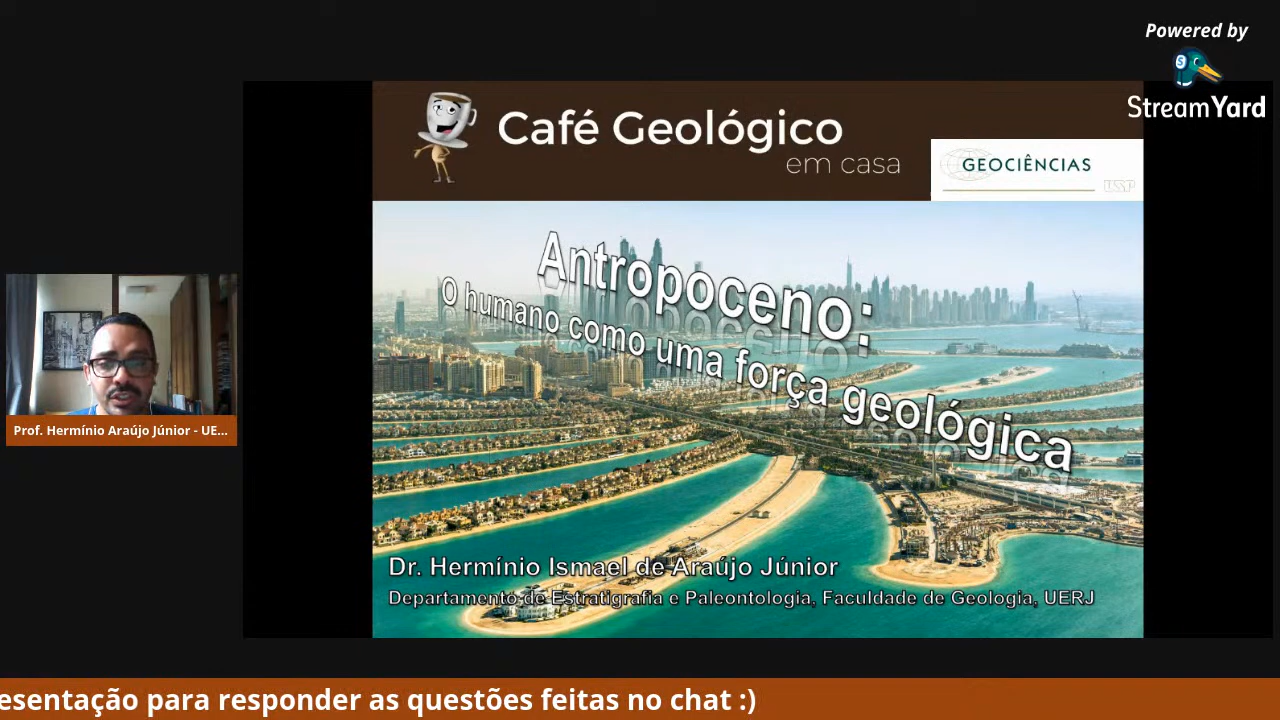 Powered by
StreamYard
Café Geológico
em casa
GEOCIÊNCIAS
USP
Antropoceno:
O humano como uma força geológica
Prof. Hermínio Araújo Júnior - UE...
Dr. Hermínio Ismael de Araújo Júnior
Departamento de Estratigrafia e Paleontologia, Faculdade de Geologia, UERJ
esentação para responder as questões feitas no chat :)